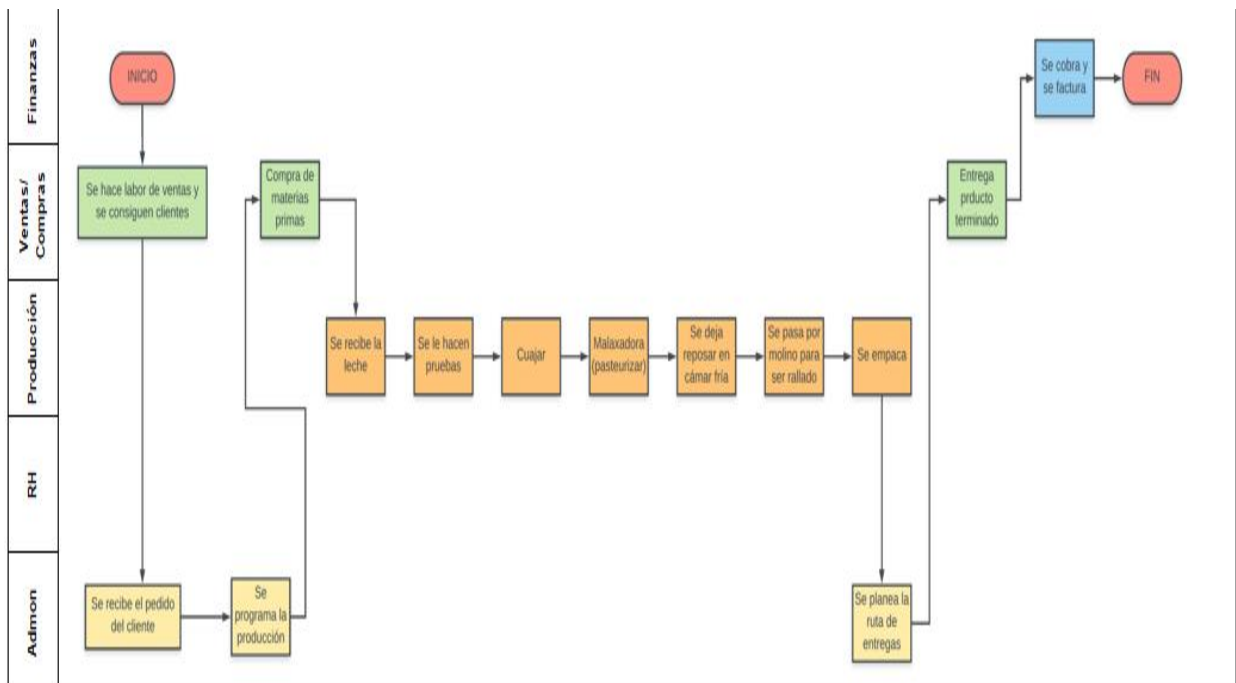 Finanzas
INICIO
Se cobra y
se factura
FIN
Ventas/
Compras
Se hace labor de ventas y
se consiguen clientes
Compra de
materias
primas
Entrega
prducto
terminado
Producción
Se recibe la
leche
Se le hacen
pruebas
Cuajar
Malaxadora
(pasteurizar)
Se deja
reposar en
cámar fría
Se pasa por
molino para
ser rallado
Se empaca
RH
Admon
Se recibe el pedido
del cliente
Se
programa la
producción
Se planea la
ruta de
entregas